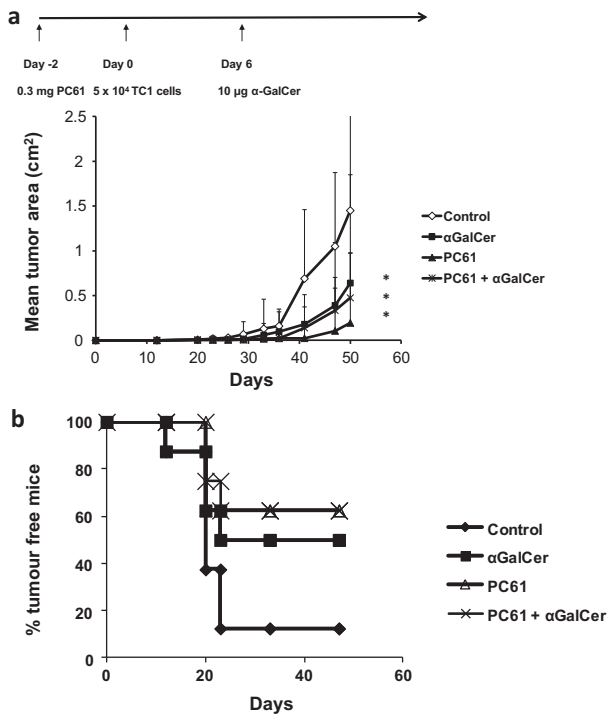 a
Day -2 Day 0 Day 6
0.3 mg PC61 5 x 10⁴ TC1 cells 10 µg α-GalCer
Mean tumor area (cm²)
2.5
2
1.5
1
0.5
0
0 10 20 30 40 50 60
Days
Control
αGalCer
PC61
PC61 + αGalCer
*
*
*
b
% tumour free mice
100
80
60
40
20
0
0 20 40 60
Days
Control
αGalCer
PC61
PC61 + αGalCer